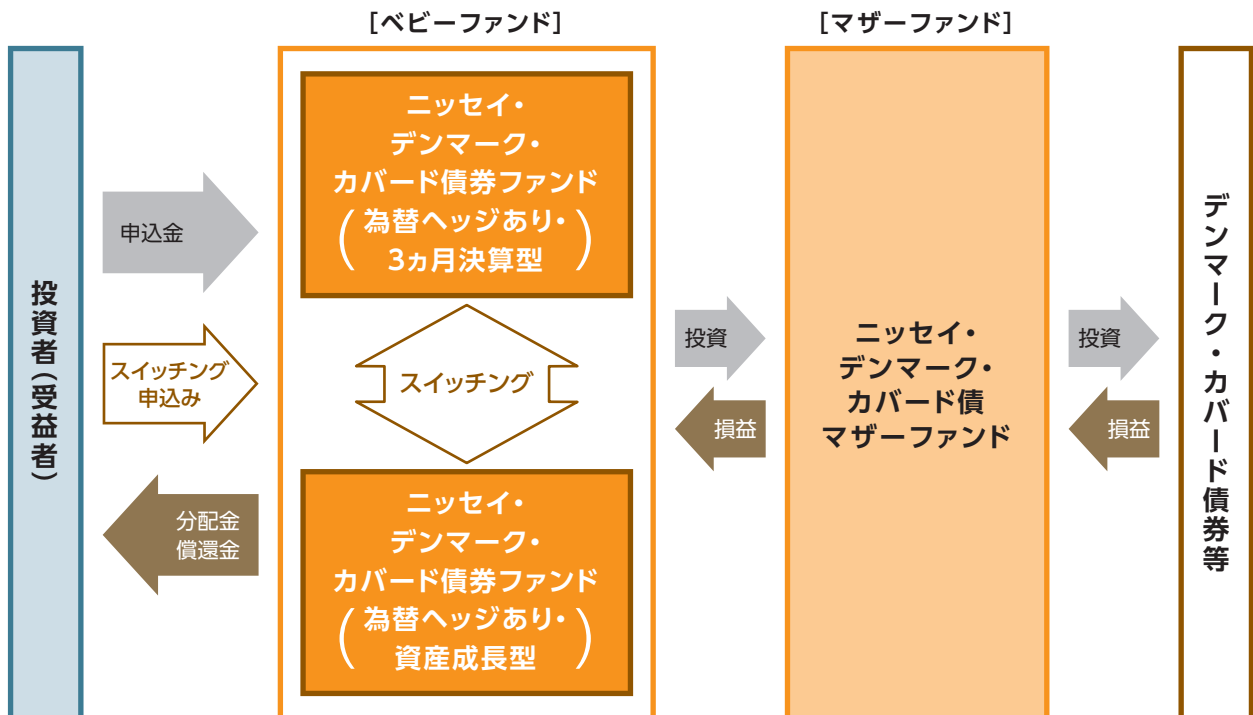 [ベビーファンド]
[マザーファンド]
投資者(受益者)
申込金
スイッチング
申込み
分配金
償還金
ニッセイ・
デンマーク・
カバード債券ファンド
(為替ヘッジあり・
3ヵ月決算型)
スイッチング
ニッセイ・
デンマーク・
カバード債券ファンド
(為替ヘッジあり・
資産成長型)
投資
損益
ニッセイ・
デンマーク・
カバード債
マザーファンド
投資
損益
デンマーク・カバード債券等